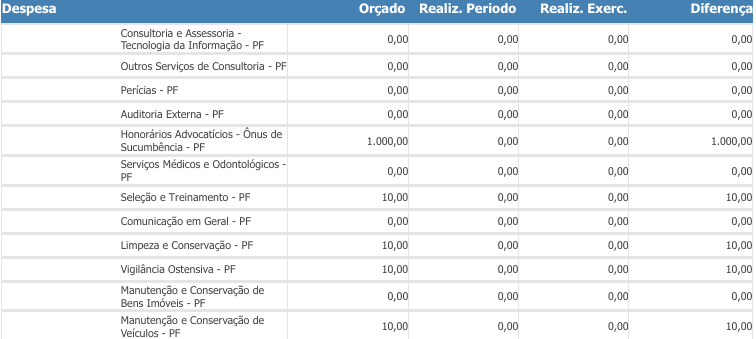 Despesa Orçado Realiz. Periodo Realiz. Exerc. Diferença
Consultoria e Assessoria -
Tecnologia da Informação - PF 0,00 0,00 0,00 0,00
Outros Serviços de Consultoria - PF 0,00 0,00 0,00 0,00
Perícias - PF 0,00 0,00 0,00 0,00
Auditoria Externa - PF 0,00 0,00 0,00 0,00
Honorários Advocatícios - Ônus de
Sucumbência - PF 1.000,00 0,00 0,00 1.000,00
Serviços Médicos e Odontológicos -
PF 0,00 0,00 0,00 0,00
Seleção e Treinamento - PF 10,00 0,00 0,00 10,00
Comunicação em Geral - PF 0,00 0,00 0,00 0,00
Limpeza e Conservação - PF 10,00 0,00 0,00 10,00
Vigilância Ostensiva - PF 10,00 0,00 0,00 10,00
Manutenção e Conservação de
Bens Imóveis - PF 0,00 0,00 0,00 0,00
Manutenção e Conservação de
Veículos - PF 10,00 0,00 0,00 10,00